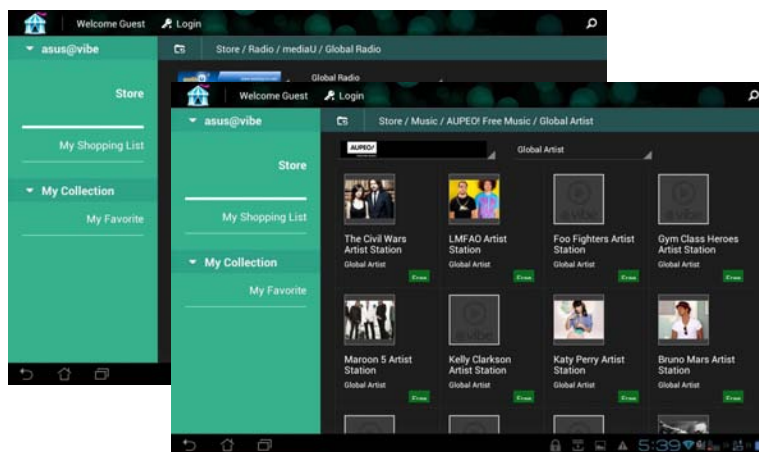 Welcome Guest
Login
asus@vibe
Store / Radio / mediaU / Global Radio
Store
Global Radio
My Shopping List
My Collection
My Favorite
Welcome Guest
Login
asus@vibe
Store / Music / AUPEO! Free Music / Global Artist
Store
AUPEO!
Global Artist
My Shopping List
My Collection
My Favorite
The Civil Wars
Artist Station
Global Artist
Free
LMFAO Artist
Station
Global Artist
Free
@vibe
Foo Fighters Artist
Station
Global Artist
Free
Gym Class Heroes
Artist Station
Global Artist
Free
Maroon 5 Artist
Station
Global Artist
Free
@vibe
Kelly Clarkson
Artist Station
Global Artist
Free
Katy Perry Artist
Station
Global Artist
Free
Bruno Mars Artist
Station
Global Artist
Free
5:39